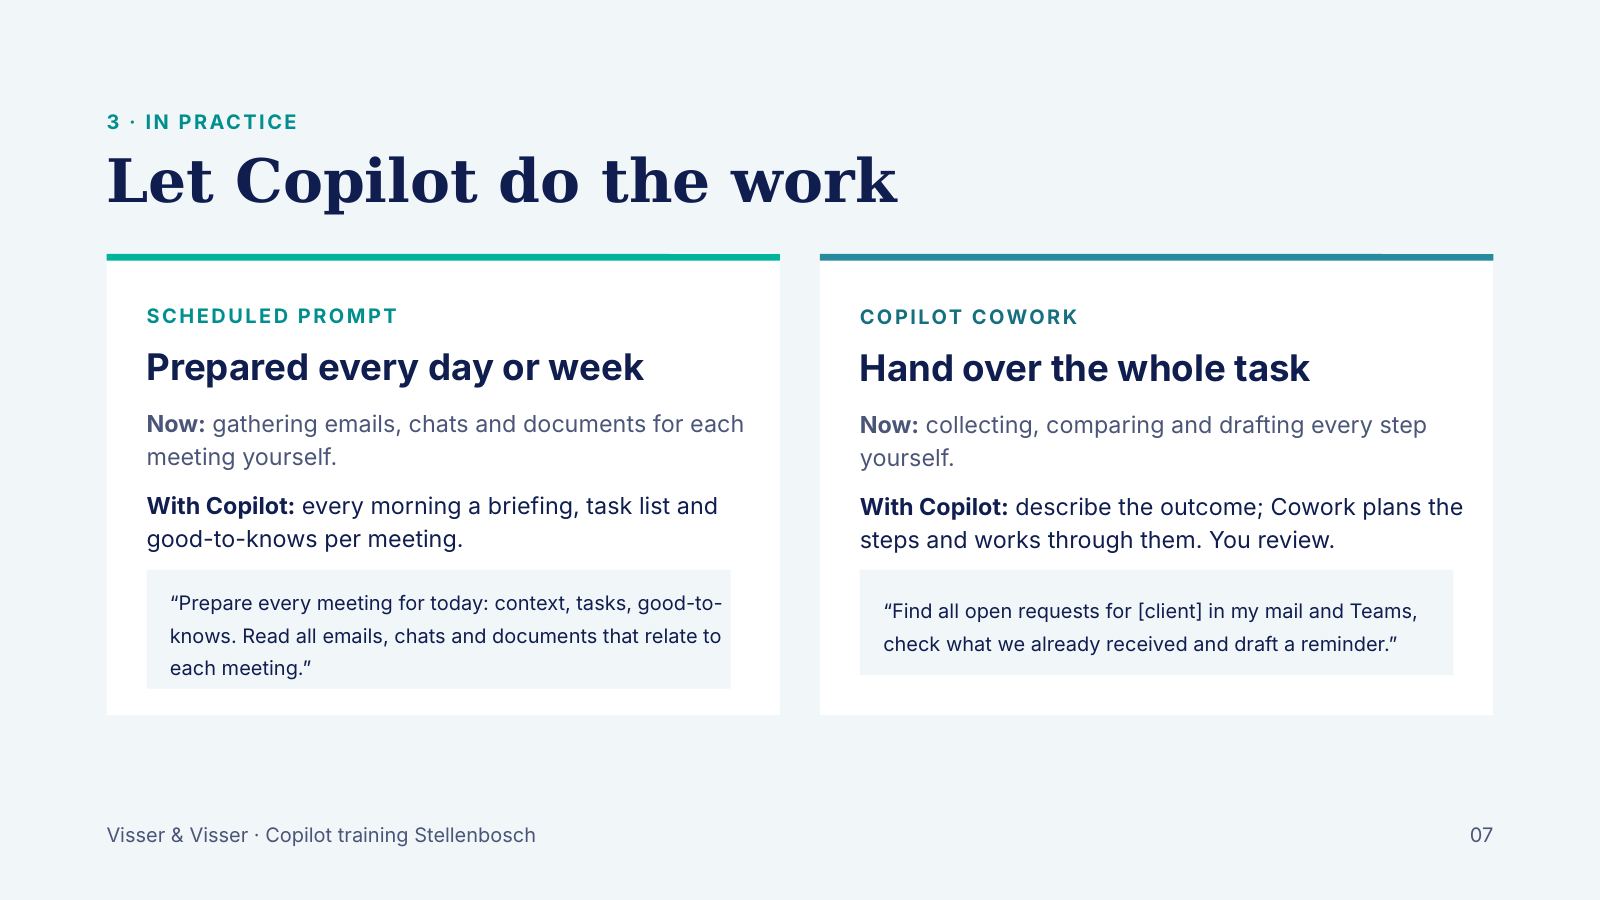 3 · IN PRACTICE
Let Copilot do the work
SCHEDULED PROMPT
Prepared every day or week
Now: gathering emails, chats and documents for each
meeting yourself.
With Copilot: every morning a briefing, task list and
good-to-knows per meeting.
“Prepare every meeting for today: context, tasks, good-to-
knows. Read all emails, chats and documents that relate to
each meeting.”
COPILOT COWORK
Hand over the whole task
Now: collecting, comparing and drafting every step
yourself.
With Copilot: describe the outcome; Cowork plans the
steps and works through them. You review.
“Find all open requests for [client] in my mail and Teams,
check what we already received and draft a reminder.”
Visser & Visser · Copilot training Stellenbosch
07